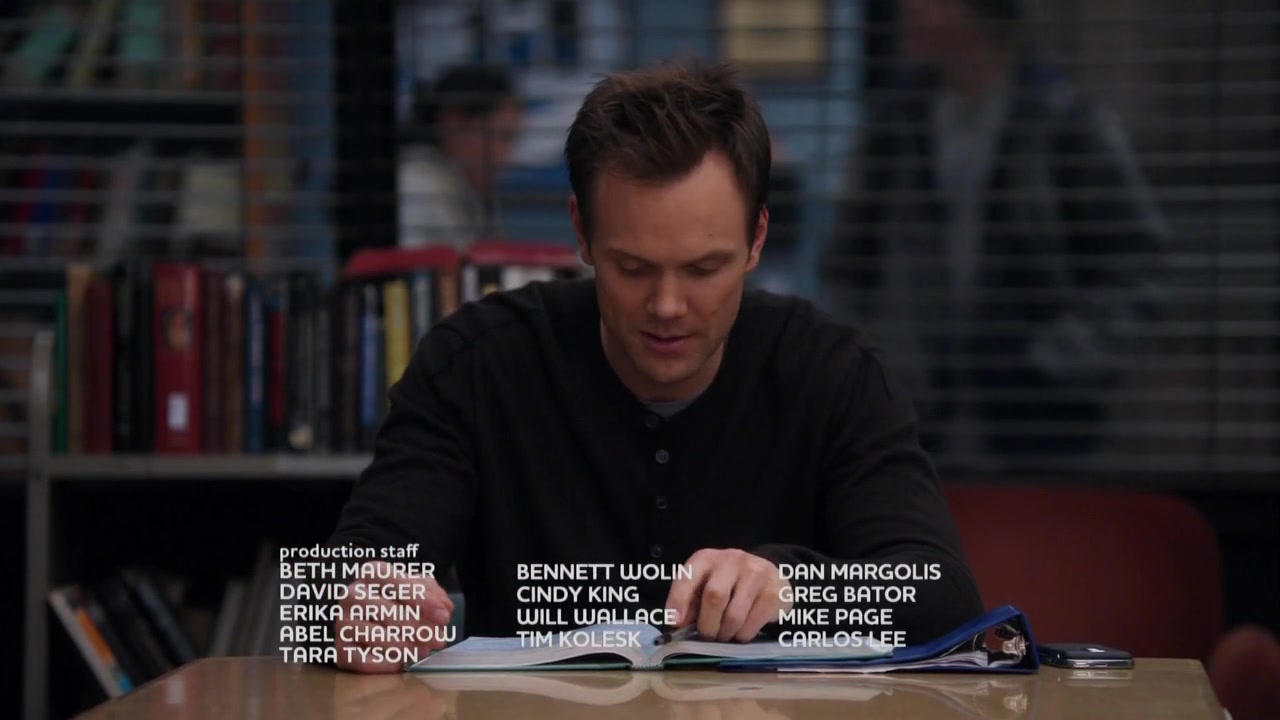 production staff
BETH MAURER
DAVID SEGER
ERIKA ARMIN
ABEL CHARROW
TARA TYSON
BENNETT WOLIN
CINDY KING
WILL WALLACE
TIM KOLESK
DAN MARGOLIS
GREG BATOR
MIKE PAGE
CARLOS LEE